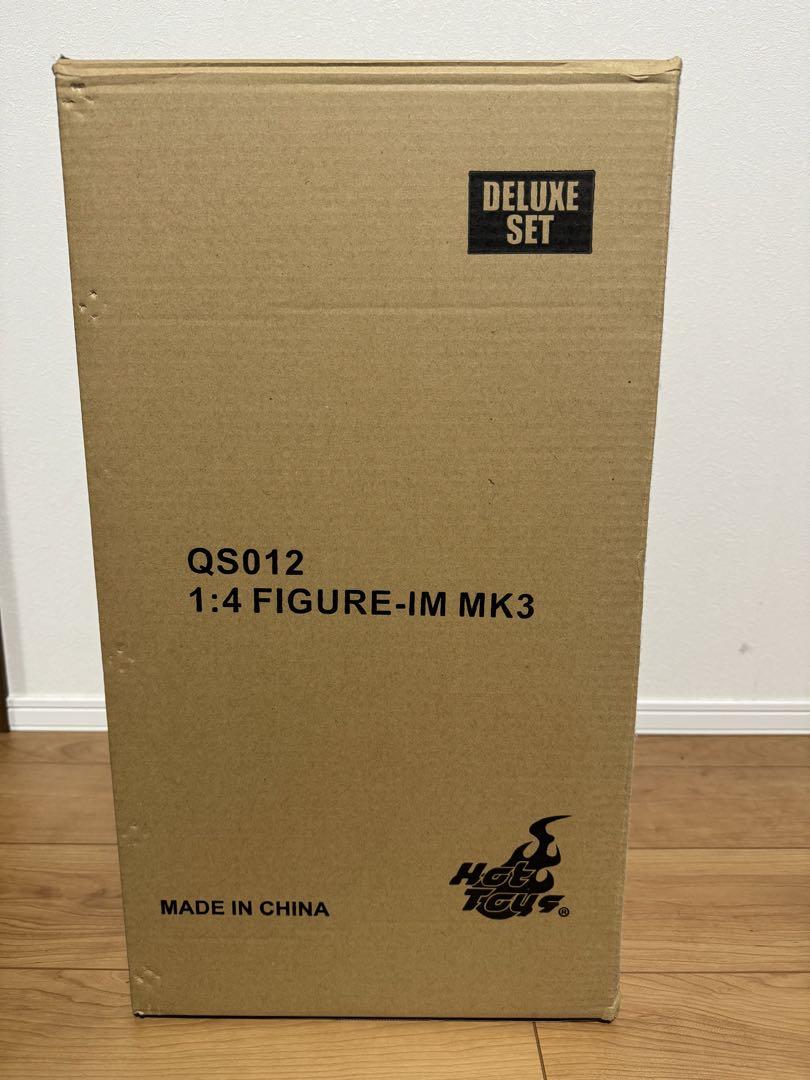 DELUXE
SET
QS012
1:4 FIGURE-IM MK3
MADE IN CHINA
Hot
Toys®